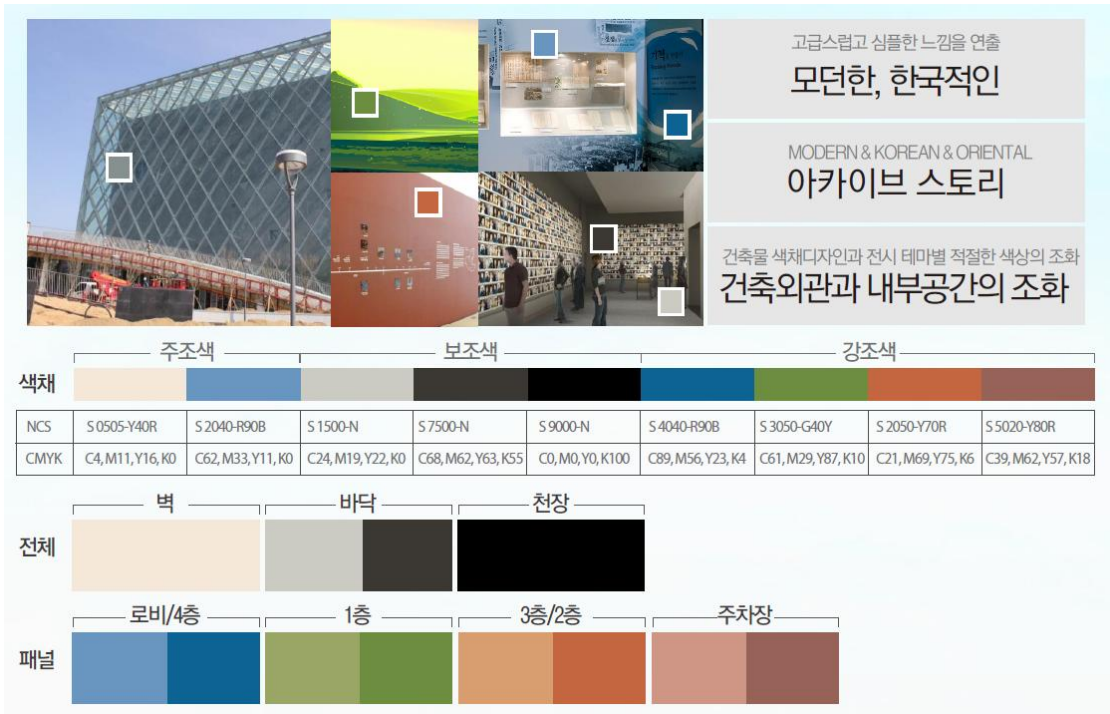 고급스럽고 심플한 느낌을 연출
모던한, 한국적인
MODERN & KOREAN & ORIENTAL
아카이브 스토리
건축물 색채디자인과 전시 테마별 적절한 색상의 조화
건축외관과 내부공간의 조화
주조색 보조색 강조색
색채
NCS S 0505-Y40R S 2040-R90B S 1500-N S 7500-N S 9000-N S 4040-R90B S 3050-G40Y S 2050-Y70R S 5020-Y80R
CMYK C4, M11, Y16, K0 C62, M33, Y11, K0 C24, M19, Y22, K0 C68, M62, Y63, K55 C0, M0, Y0, K100 C89, M56, Y23, K4 C61, M29, Y87, K10 C21, M69, Y75, K6 C39, M62, Y57, K18
벽 바닥 천장
전체
로비/4층 1층 3층/2층 주차장
패널